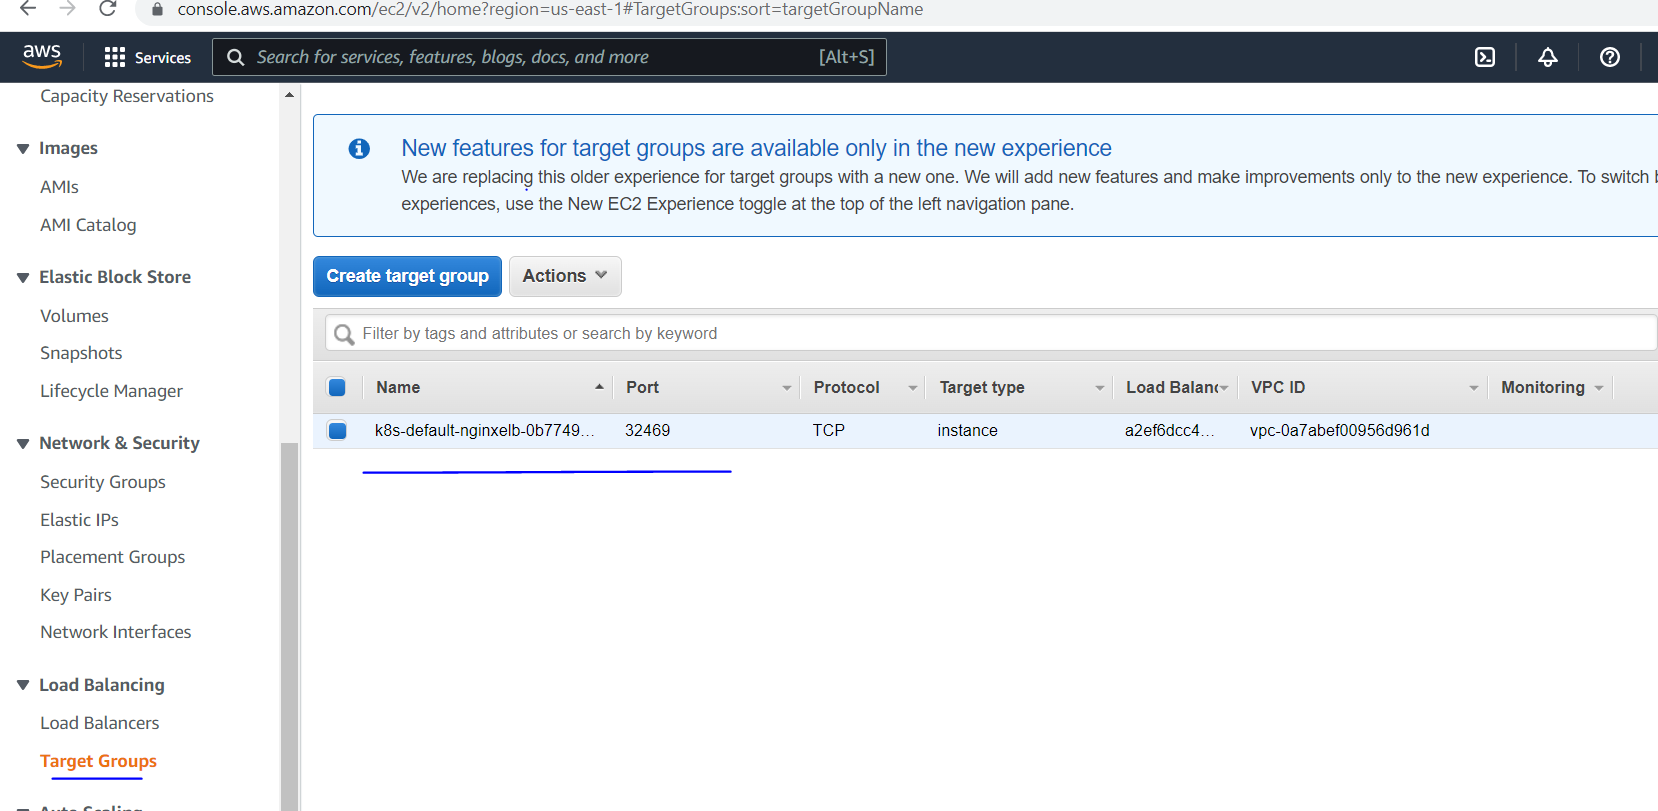 console.aws.amazon.com/ec2/v2/home?region=us-east-1#TargetGroups:sort=targetGroupName
aws
Services
Search for services, features, blogs, docs, and more
[Alt+S]
Capacity Reservations
Images
AMIs
AMI Catalog
Elastic Block Store
Volumes
Snapshots
Lifecycle Manager
Network & Security
Security Groups
Elastic IPs
Placement Groups
Key Pairs
Network Interfaces
Load Balancing
Load Balancers
Target Groups
Auto Scaling
New features for target groups are available only in the new experience
We are replacing this older experience for target groups with a new one. We will add new features and make improvements only to the new experience. To switch
experiences, use the New EC2 Experience toggle at the top of the left navigation pane.
Create target group
Actions
Filter by tags and attributes or search by keyword
Name Port Protocol Target type Load Balanc VPC ID Monitoring
k8s-default-nginxelb-0b7749... 32469 TCP instance a2ef6dcc4... vpc-0a7abef00956d961d